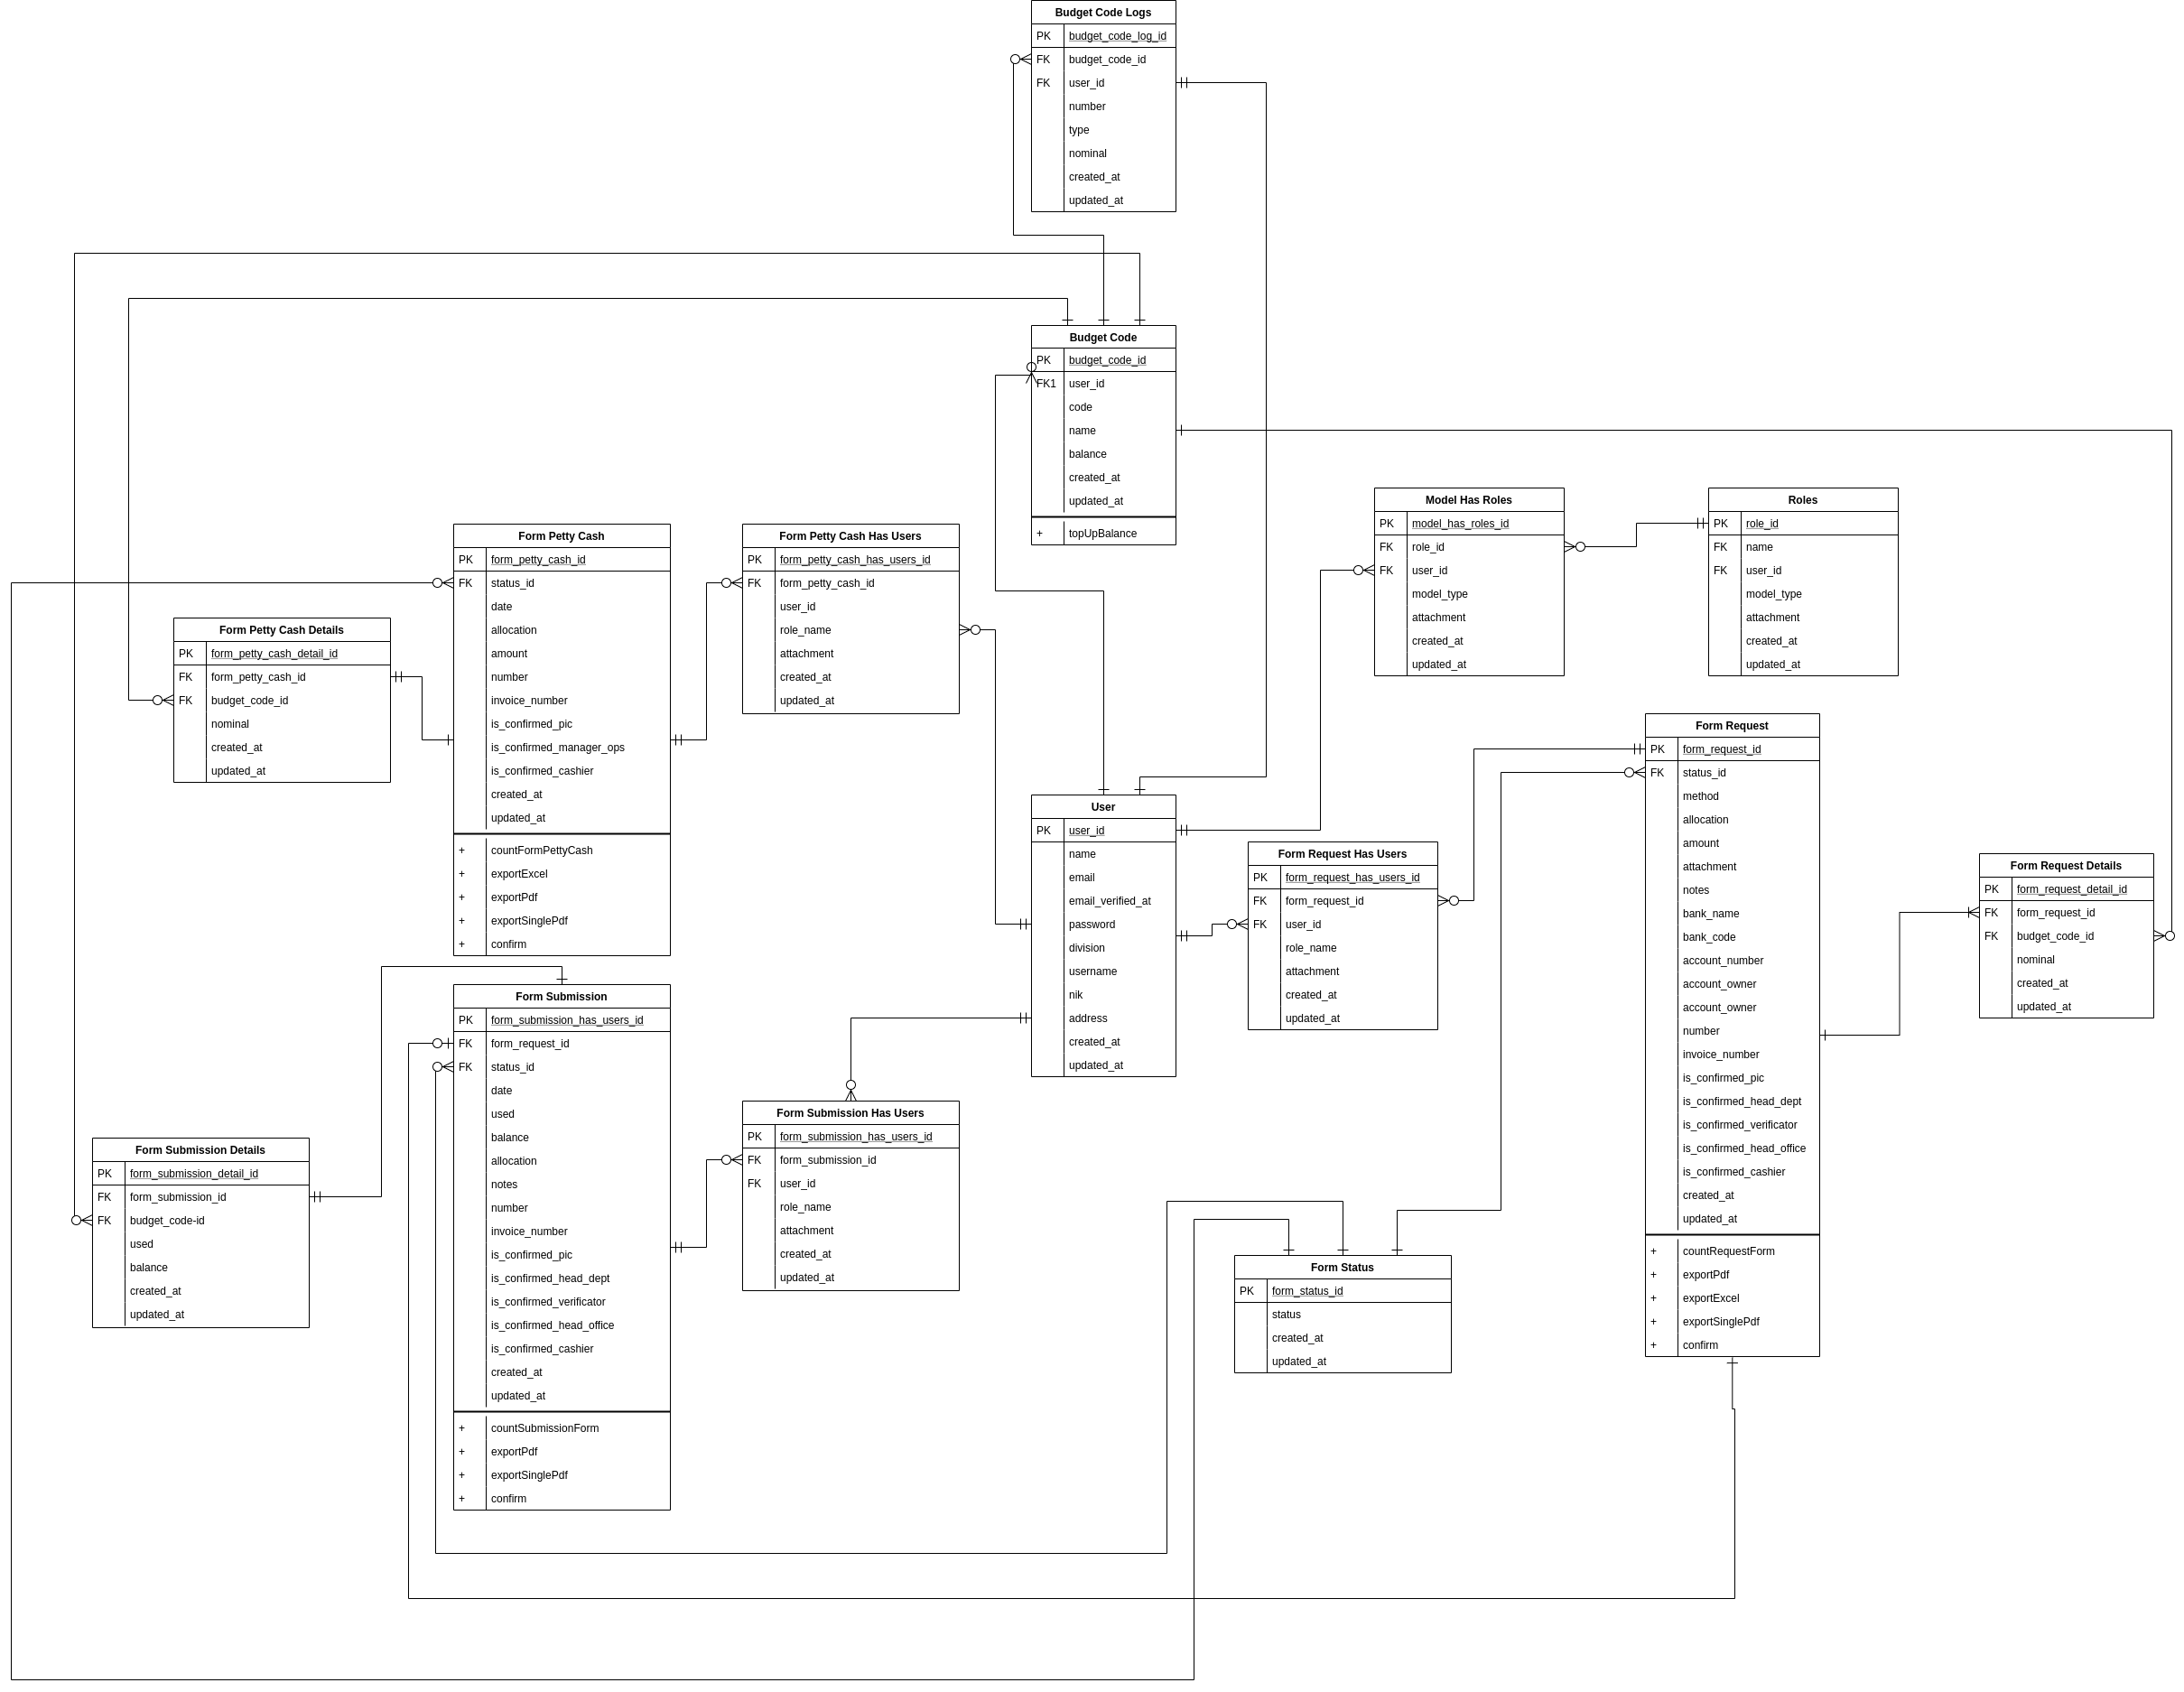 Budget Code Logs
PK budget_code_log_id
FK budget_code_id
FK user_id
number
type
nominal
created_at
updated_at
Budget Code
PK budget_code_id
FK1 user_id
code
name
balance
created_at
updated_at
+ topUpBalance
Model Has Roles
PK model_has_roles_id
FK role_id
FK user_id
model_type
attachment
created_at
updated_at
Roles
PK role_id
FK name
FK user_id
model_type
attachment
created_at
updated_at
Form Petty Cash
PK form_petty_cash_id
FK status_id
date
allocation
amount
number
invoice_number
is_confirmed_pic
is_confirmed_manager_ops
is_confirmed_cashier
created_at
updated_at
+ countFormPettyCash
+ exportExcel
+ exportPdf
+ exportSinglePdf
+ confirm
Form Petty Cash Has Users
PK form_petty_cash_has_users_id
FK form_petty_cash_id
user_id
role_name
attachment
created_at
updated_at
Form Petty Cash Details
PK form_petty_cash_detail_id
FK form_petty_cash_id
FK budget_code_id
nominal
created_at
updated_at
User
PK user_id
name
email
email_verified_at
password
division
username
nik
address
created_at
updated_at
Form Request Has Users
PK form_request_has_users_id
FK form_request_id
FK user_id
role_name
attachment
created_at
updated_at
Form Request
PK form_request_id
FK status_id
method
allocation
amount
attachment
notes
bank_name
bank_code
account_number
account_owner
account_owner
number
invoice_number
is_confirmed_pic
is_confirmed_head_dept
is_confirmed_verificator
is_confirmed_head_office
is_confirmed_cashier
created_at
updated_at
+ countRequestForm
+ exportPdf
+ exportExcel
+ exportSinglePdf
+ confirm
Form Request Details
PK form_request_detail_id
FK form_request_id
FK budget_code_id
nominal
created_at
updated_at
Form Submission
PK form_submission_has_users_id
FK form_request_id
FK status_id
date
used
balance
allocation
notes
number
invoice_number
is_confirmed_pic
is_confirmed_head_dept
is_confirmed_verificator
is_confirmed_head_office
is_confirmed_cashier
created_at
updated_at
+ countSubmissionForm
+ exportPdf
+ exportSinglePdf
+ confirm
Form Submission Has Users
PK form_submission_has_users_id
FK form_submission_id
FK user_id
role_name
attachment
created_at
updated_at
Form Submission Details
PK form_submission_detail_id
FK form_submission_id
FK budget_code-id
used
balance
created_at
updated_at
Form Status
PK form_status_id
status
created_at
updated_at